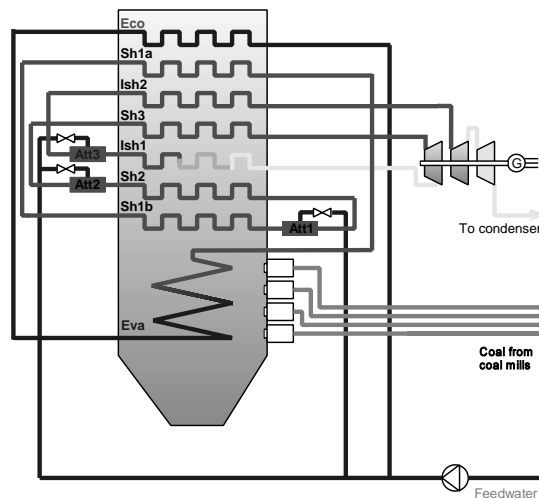 Eco
Sh1a
Ish2
Sh3
Ish1
Att3
Att2
Sh2
Sh1b
Att1
G
To condenser
Eva
Coal from
coal mills
Feedwater